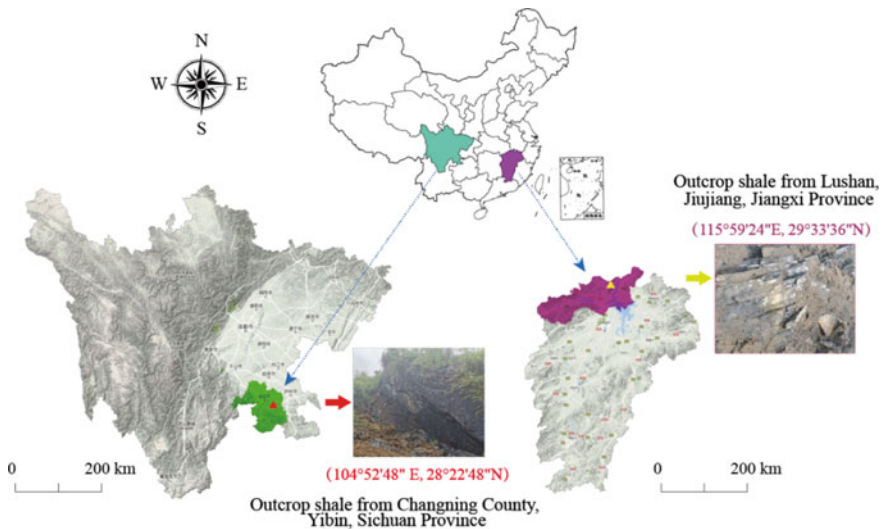 N
W E
S
Outcrop shale from Lushan,
Jiujiang, Jiangxi Province
(115°59'24"E, 29°33'36"N)
(104°52'48" E, 28°22'48"N)
0 200 km
0 200 km
Outcrop shale from Changning County,
Yibin, Sichuan Province